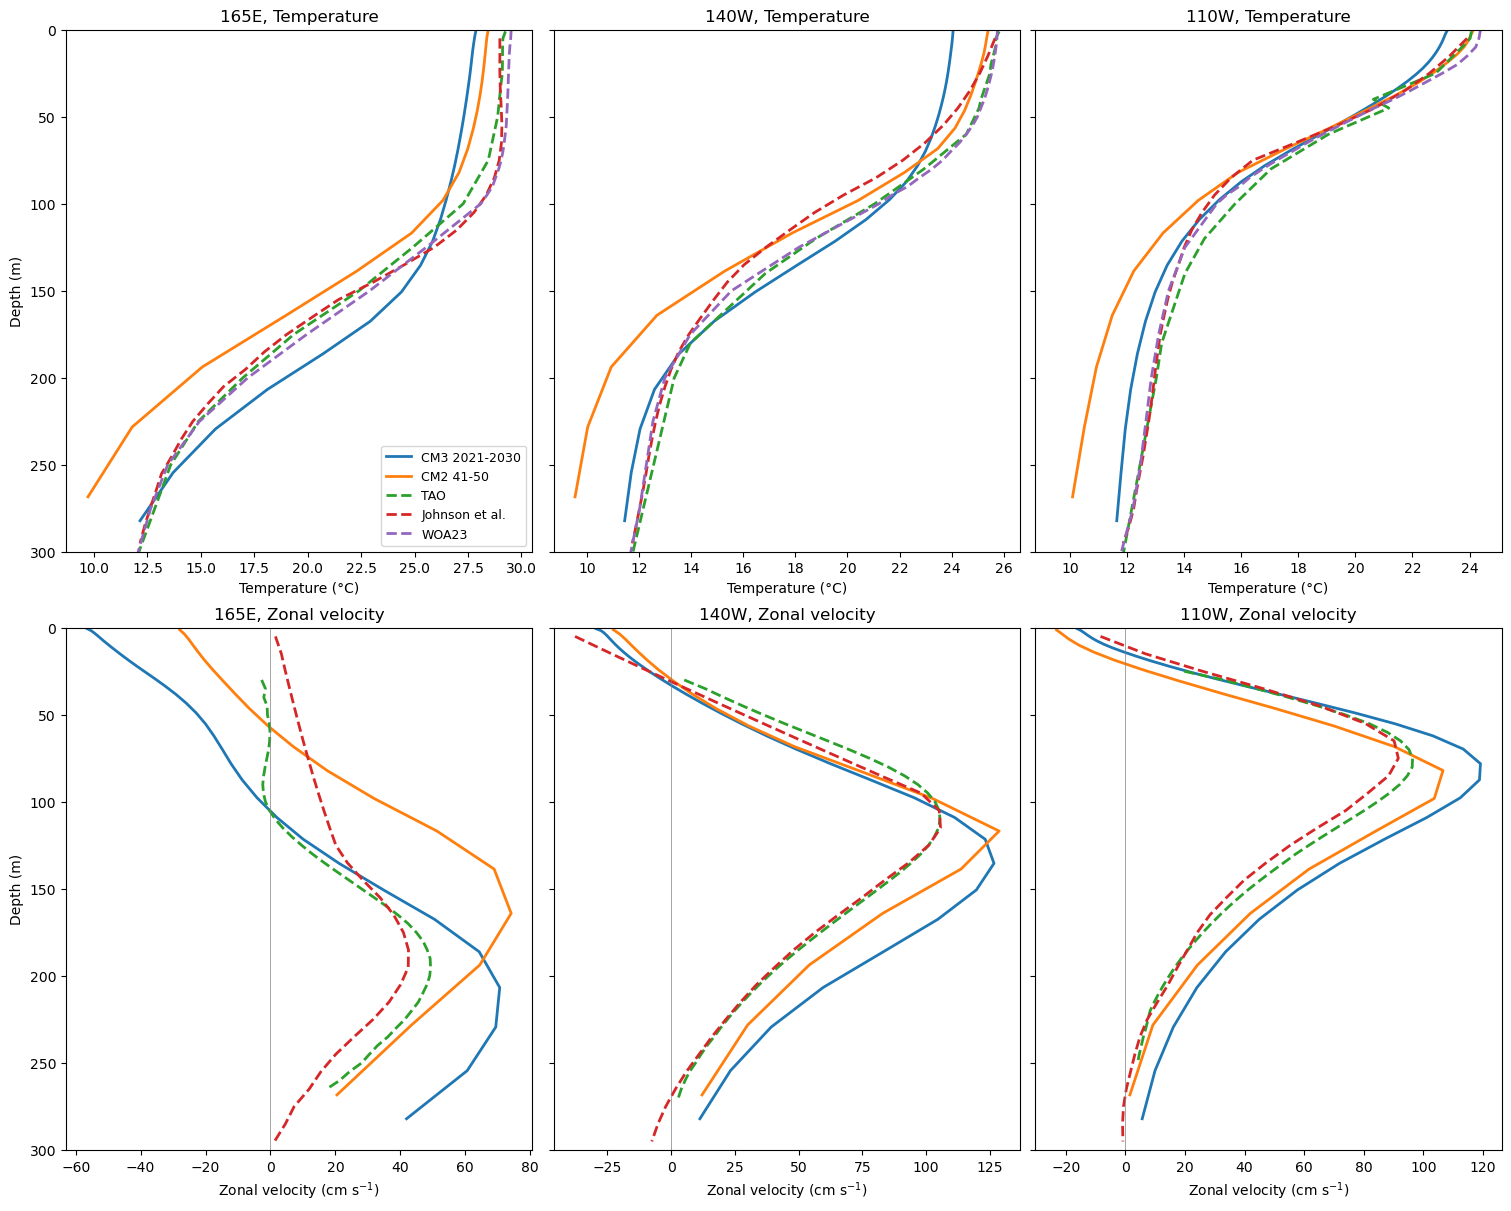 165E, Temperature
140W, Temperature
110W, Temperature
0
50
100
150
200
250
300
Depth (m)
10.0 12.5 15.0 17.5 20.0 22.5 25.0 27.5 30.0
10 12 14 16 18 20 22 24 26
10 12 14 16 18 20 22 24
Temperature (°C)
Temperature (°C)
Temperature (°C)
CM3 2021-2030
CM2 41-50
TAO
Johnson et al.
WOA23
165E, Zonal velocity
140W, Zonal velocity
110W, Zonal velocity
0
50
100
150
200
250
300
Depth (m)
−60 −40 −20 0 20 40 60 80
−25 0 25 50 75 100 125
−20 0 20 40 60 80 100 120
Zonal velocity (cm s⁻¹)
Zonal velocity (cm s⁻¹)
Zonal velocity (cm s⁻¹)